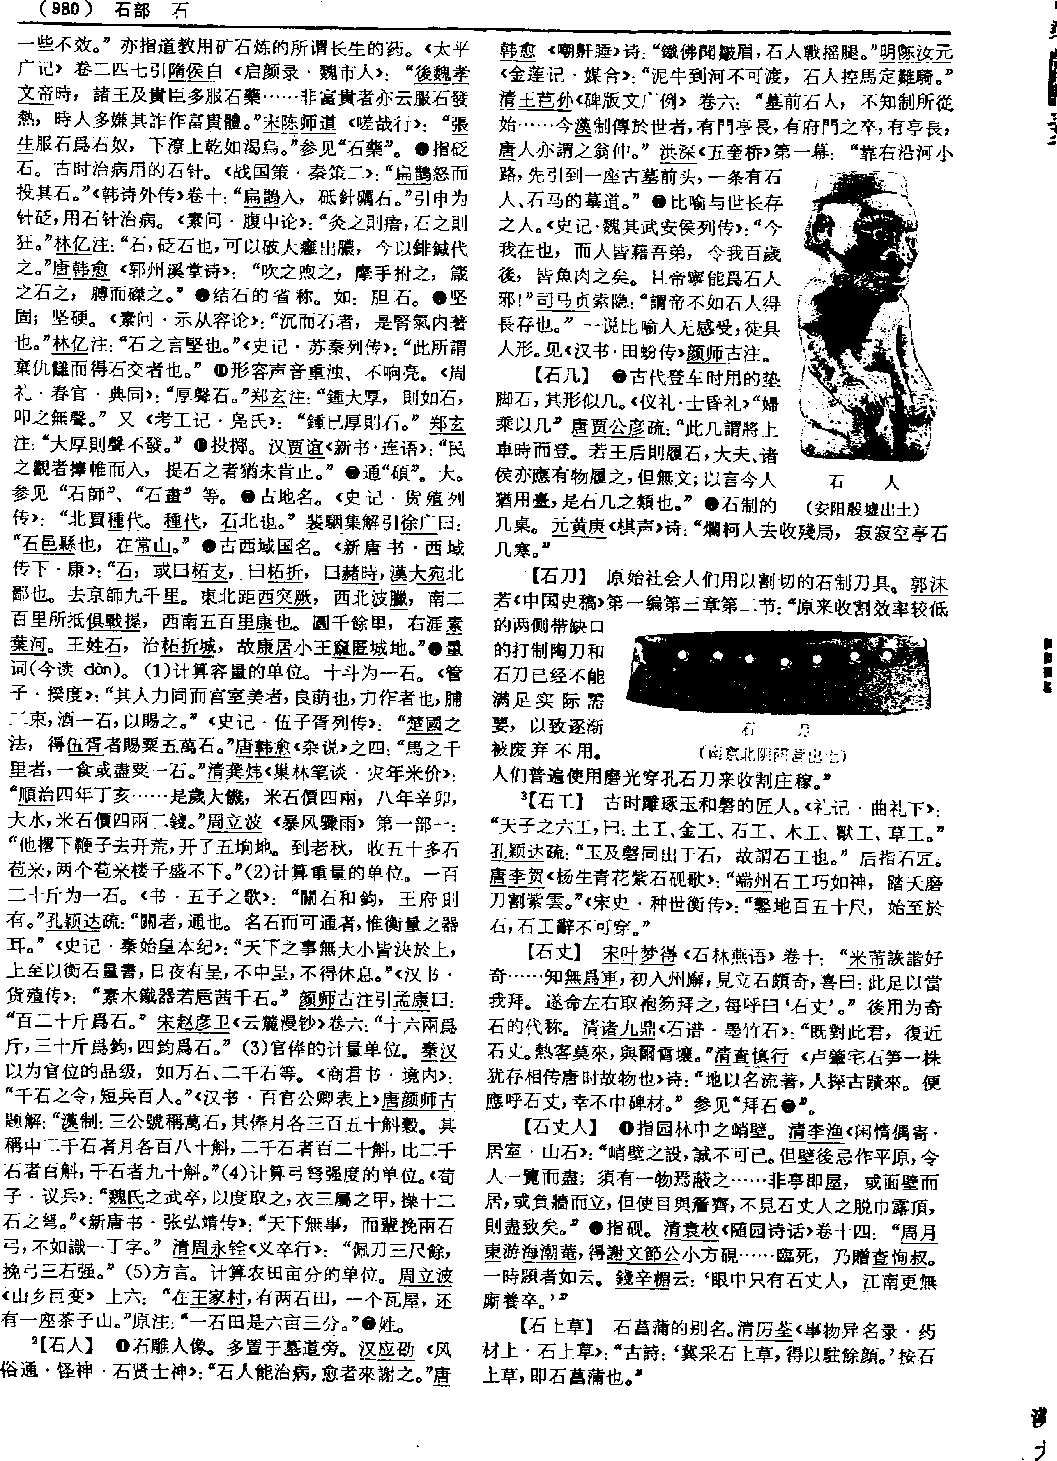 （980） 石部 石
一些不效。”亦指道教用矿石炼的所谓长生的药。《太平
广记》卷二四七引隋侯白《启颜录·魏市人》：“後魏孝
文帝時，諸王及貴臣多服石藥……非富貴者亦云服石發
熱，時人多嫌其詐作富貴體。”宋陈师道《嗟哉行》：“張
生服石爲石奴，下潦上乾如渴烏。”参见“石藥”。●指砭
石。古时治病用的石针。《战国策·秦策二》：“扁鵲怒而
投其石。”《韩诗外传》卷十：“扁鵲入，砥針礪石。”引申为
针砭，用石针治病。《素问·腹中论》：“灸之則瘖，石之則
狂。”林亿注：“石，砭石也，可以破大癰出膿，今以鈹鍼代
之。”唐韩愈《郓州溪堂诗》：“吹之煦之，摩手拊之，箴
之石之，膊而磔之。”●结石的省称。如：胆石。●坚
固；坚硬。《素问·示从容论》：“沉而石者，是腎氣内著
也。”林亿注：“石之言堅也。”《史记·苏秦列传》：“此所謂
棄仇讎而得石交者也。”⓫形容声音重浊、不响亮。《周
礼·春官·典同》：“厚聲石。”郑玄注：“鍾大厚，則如石，
叩之無聲。”又《考工记·凫氏》：“鍾已厚則石。”郑玄
注：“大厚則聲不發。”●投掷。汉贾谊《新书·连语》：“民
之觀者搴帷而入，提石之者猶未肯止。”●通“碩”。大。
参见“石師”、“石畫”等。●古地名。《史记·货殖列
传》：“北賈種代。種代，石北也。”裴駰集解引徐广曰：
“石邑縣也，在常山。”●古西域国名。《新唐书·西域
传下·康》：“石，或曰柘支，曰柘折，曰赭時，漢大宛北
鄙也。去京師九千里。東北距西突厥，西北波臘，南二
百里所抵俱戰提，西南五百里康也。圓千餘里，右涯素
葉河。王姓石，治柘折城，故康居小王窳匿城地。”●量
词(今读 dàn)。(1)计算容量的单位。十斗为一石。《管
子·揆度》：“其人力同而宮室美者，良萌也，力作者也，脯
二束，酒一石，以賜之。”《史记·伍子胥列传》：“楚國之
法，得伍胥者賜粟五萬石。”唐韩愈《杂说》之四：“馬之千
里者，一食或盡粟一石。”清龚炜《巢林笔谈·灾年米价》：
“順治四年丁亥……是歲大饑，米石價四兩，八年辛卯，
大水，米石價四兩二錢。”周立波《暴风骤雨》第一部一：
“他撂下鞭子去开荒，开了五垧地。到老秋，收五十多石
苞米，两个苞米楼子盛不下。”(2)计算重量的单位。一百
二十斤为一石。《书·五子之歌》：“關石和鈞，王府則
有。”孔颖达疏：“關者，通也。名石而可通者，惟衡量之器
耳。”《史记·秦始皇本纪》：“天下之事無大小皆決於上，
上至以衡石量書，日夜有呈，不中呈，不得休息。”《汉书·
货殖传》：“素木鐵器若巵茜千石。”颜师古注引孟康曰：
“百二十斤爲石。”宋赵彦卫《云麓漫钞》卷六：“十六兩爲
斤，三十斤爲鈞，四鈞爲石。”(3)官俸的计量单位。秦汉
以为官位的品级，如万石、二千石等。《商君书·境内》：
“千石之令，短兵百人。”《汉书·百官公卿表上》唐颜师古
题解：“漢制：三公號稱萬石，其俸月各三百五十斛穀。其
稱中二千石者月各百八十斛，二千石者百二十斛，比二千
石者百斛，千石者九十斛。”(4)计算弓弩强度的单位。《荀
子·议兵》：“魏氏之武卒，以度取之，衣三屬之甲，操十二
石之弩。”《新唐书·张弘靖传》：“天下無事，而輩挽兩石
弓，不如識一丁字。”清周永铨《义卒行》：“佩刀三尺餘，
挽弓三石强。”(5)方言。计算农田亩分的单位。周立波
《山乡巨变》上六：“在王家村，有两石田，一个瓦屋，还
有一座茶子山。”原注：“一石田是六亩三分。”●姓。
²【石人】 ❶石雕人像。多置于墓道旁。汉应劭《风
俗通·怪神·石贤士神》：“石人能治病，愈者來謝之。”唐
韩愈《嘲鼾睡》诗：“鐵佛聞皺眉，石人戰摇腿。”明陈汝元
《金莲记·媒合》：“泥牛到河不可渡，石人控馬定難騎。”
清土芭孙《碑版文广例》卷六：“墓前石人，不知制所從
始……今漢制傳於世者，有門亭長，有府門之卒，有亭長，
唐人亦謂之翁仲。”洪深《五奎桥》第一幕：“靠右沿河小
路，先引到一座古墓前头，一条有石
人、石马的墓道。”●比喻与世长存
之人。《史记·魏其武安侯列传》：“今
我在也，而人皆藉吾弟，令我百歲
後，皆魚肉之矣。且帝寧能爲石人
邪！”司马贞索隐：“謂帝不如石人得
長存也。”一说比喻人无感受，徒具
人形。见《汉书·田蚡传》颜师古注。
【石几】 ●古代登车时用的垫
脚石，其形似几。《仪礼·士昏礼》“婦
乘以几”唐贾公彦疏：“此几謂將上
車時而登。若王后則履石，大夫、諸
侯亦應有物履之，但無文；以言今人
猶用臺，是石几之類也。”●石制的
几桌。元黄庚《棋声》诗：“爛柯人去收殘局，寂寂空亭石
几寒。”
石 人
(安阳殷墟出土)
【石刀】 原始社会人们用以割切的石制刀具。郭沫
若《中国史稿》第一编第三章第二节：“原来收割效率较低
的两侧带缺口
的打制陶刀和
石刀已经不能
满足实际需
要，以致逐渐
被废弃不用。
人们普遍使用磨光穿孔石刀来收割庄稼。”
石 刀
(南京北阴阳营出土)
³【石工】 古时雕琢玉和磬的匠人。《礼记·曲礼下》：
“天子之六工，曰：土工、金工、石工、木工、獸工、草工。”
孔颖达疏：“玉及磬同出于石，故謂石工也。”后指石匠。
唐李贺《杨生青花紫石砚歌》：“端州石工巧如神，踏天磨
刀割紫雲。”《宋史·种世衡传》：“鑿地百五十尺，始至於
石，石工辭不可穿。”
【石丈】 宋叶梦得《石林燕语》卷十：“米芾詼譎好
奇……知無爲軍，初入州廨，見立石頗奇，喜曰：此足以當
我拜。遂命左右取袍笏拜之，每呼曰‘石丈’。”後用为奇
石的代称。清诸九鼎《石谱·墨竹石》：“既對此君，復近
石丈。熱客莫來，與爾霄壤。”清查慎行《卢簪宅石笋一株
犹存相传唐时故物也》诗：“地以名流著，人探古蹟來。便
應呼石丈，幸不中碑材。”参见“拜石●”。
【石丈人】 ❶指园林中之峭壁。清李渔《闲情偶寄·
居室·山石》：“峭壁之設，誠不可已。但壁後忌作平原，令
人一覽而盡；須有一物焉蔽之……非亭即屋，或面壁而
居，或負牆而立，但使目與簷齊，不見石丈人之脱巾露頂，
則盡致矣。”●指砚。清袁枚《随园诗话》卷十四：“周月
東游海潮菴，得謝文節公小方硯……臨死，乃贈查恂叔。
一時題者如云。錢辛楣云：‘眼中只有石丈人，江南更無
厮養卒。’”
【石上草】 石菖蒲的别名。清厉荃《事物异名录·药
材上·石上草》：“古詩：‘冀采石上草，得以駐餘顔。’按石
上草，即石菖蒲也。”